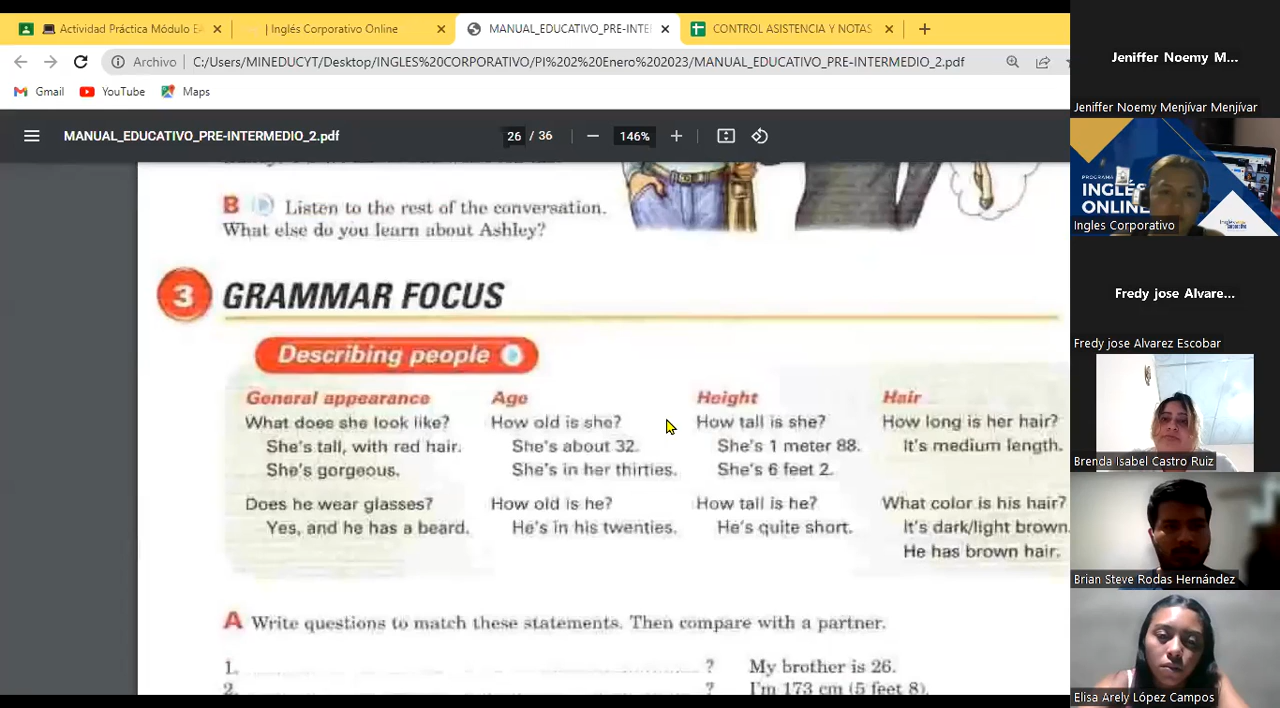 Actividad Práctica Módulo EA
| Inglés Corporativo Online
MANUAL_EDUCATIVO_PRE-INTE
CONTROL ASISTENCIA Y NOTAS
Archivo
C:/Users/MINEDUCYT/Desktop/INGLES%20CORPORATIVO/PI%202%20Enero%202023/MANUAL_EDUCATIVO_PRE-INTERMEDIO_2.pdf
Gmail
YouTube
Maps
MANUAL_EDUCATIVO_PRE-INTERMEDIO_2.pdf
26 / 36
146%
B Listen to the rest of the conversation.
What else do you learn about Ashley?
3 GRAMMAR FOCUS
Describing people
General appearance Age Height Hair
What does she look like? How old is she? How tall is she? How long is her hair?
She's tall, with red hair. She's about 32. She's 1 meter 88. It's medium length.
She's gorgeous. She's in her thirties. She's 6 feet 2.
Does he wear glasses? How old is he? How tall is he? What color is his hair?
Yes, and he has a beard. He's in his twenties. He's quite short. It's dark/light brown.
He has brown hair.
A Write questions to match these statements. Then compare with a partner.
1. ? My brother is 26.
2. ? I'm 173 cm (5 feet 8).
Jeniffer Noemy M...
Jeniffer Noemy Menjívar Menjívar
PROGRAMA
INGLÉS
ONLINE
Ingles Corporativo
Fredy jose Alvare...
Fredy jose Alvarez Escobar
Brenda Isabel Castro Ruiz
Brian Steve Rodas Hernández
Elisa Arely López Campos